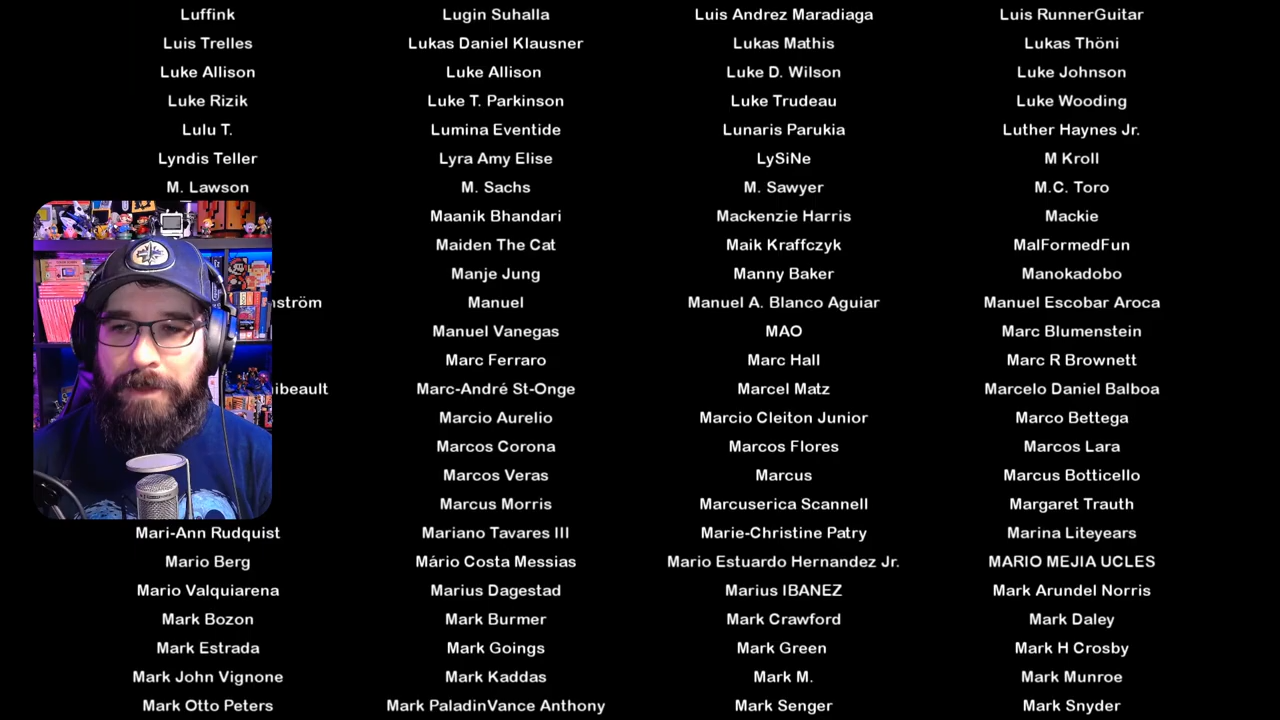 Luffink Lugin Suhalla Luis Andrez Maradiaga Luis RunnerGuitar
Luis Trelles Lukas Daniel Klausner Lukas Mathis Lukas Thöni
Luke Allison Luke Allison Luke D. Wilson Luke Johnson
Luke Rizik Luke T. Parkinson Luke Trudeau Luke Wooding
Lulu T. Lumina Eventide Lunaris Parukia Luther Haynes Jr.
Lyndis Teller Lyra Amy Elise LySiNe M Kroll
M. Lawson M. Sachs M. Sawyer M.C. Toro
Maanik Bhandari Mackenzie Harris Mackie
Maiden The Cat Maik Kraffczyk MalFormedFun
Manje Jung Manny Baker Manokadobo
Manuel Manuel A. Blanco Aguiar Manuel Escobar Aroca
Manuel Vanegas MAO Marc Blumenstein
Marc Ferraro Marc Hall Marc R Brownett
Marc-André St-Onge Marcel Matz Marcelo Daniel Balboa
Marcio Aurelio Marcio Cleiton Junior Marco Bettega
Marcos Corona Marcos Flores Marcos Lara
Marcos Veras Marcus Marcus Botticello
Marcus Morris Marcuserica Scannell Margaret Trauth
Mari-Ann Rudquist Mariano Tavares III Marie-Christine Patry Marina Liteyears
Mario Berg Mário Costa Messias Mario Estuardo Hernandez Jr. MARIO MEJIA UCLES
Mario Valquiarena Marius Dagestad Marius IBANEZ Mark Arundel Norris
Mark Bozon Mark Burmer Mark Crawford Mark Daley
Mark Estrada Mark Goings Mark Green Mark H Crosby
Mark John Vignone Mark Kaddas Mark M. Mark Munroe
Mark Otto Peters Mark PaladinVance Anthony Mark Senger Mark Snyder